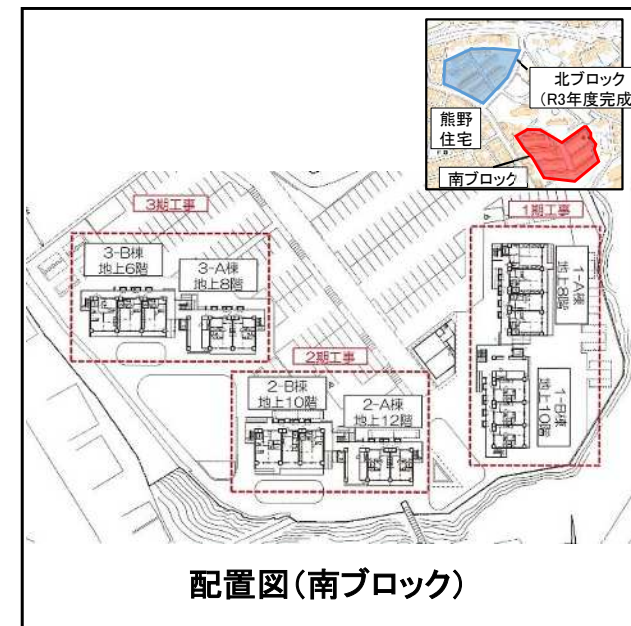 北ブロック
(R3年度完成
熊野
住宅
南ブロック
3期工事
1期工事
3-B棟
地上6階
3-A棟
地上8階
1-A棟
地上8階
2期工事
2-B棟
地上10階
2-A棟
地上12階
1-B棟
地上10階
配置図(南ブロック)